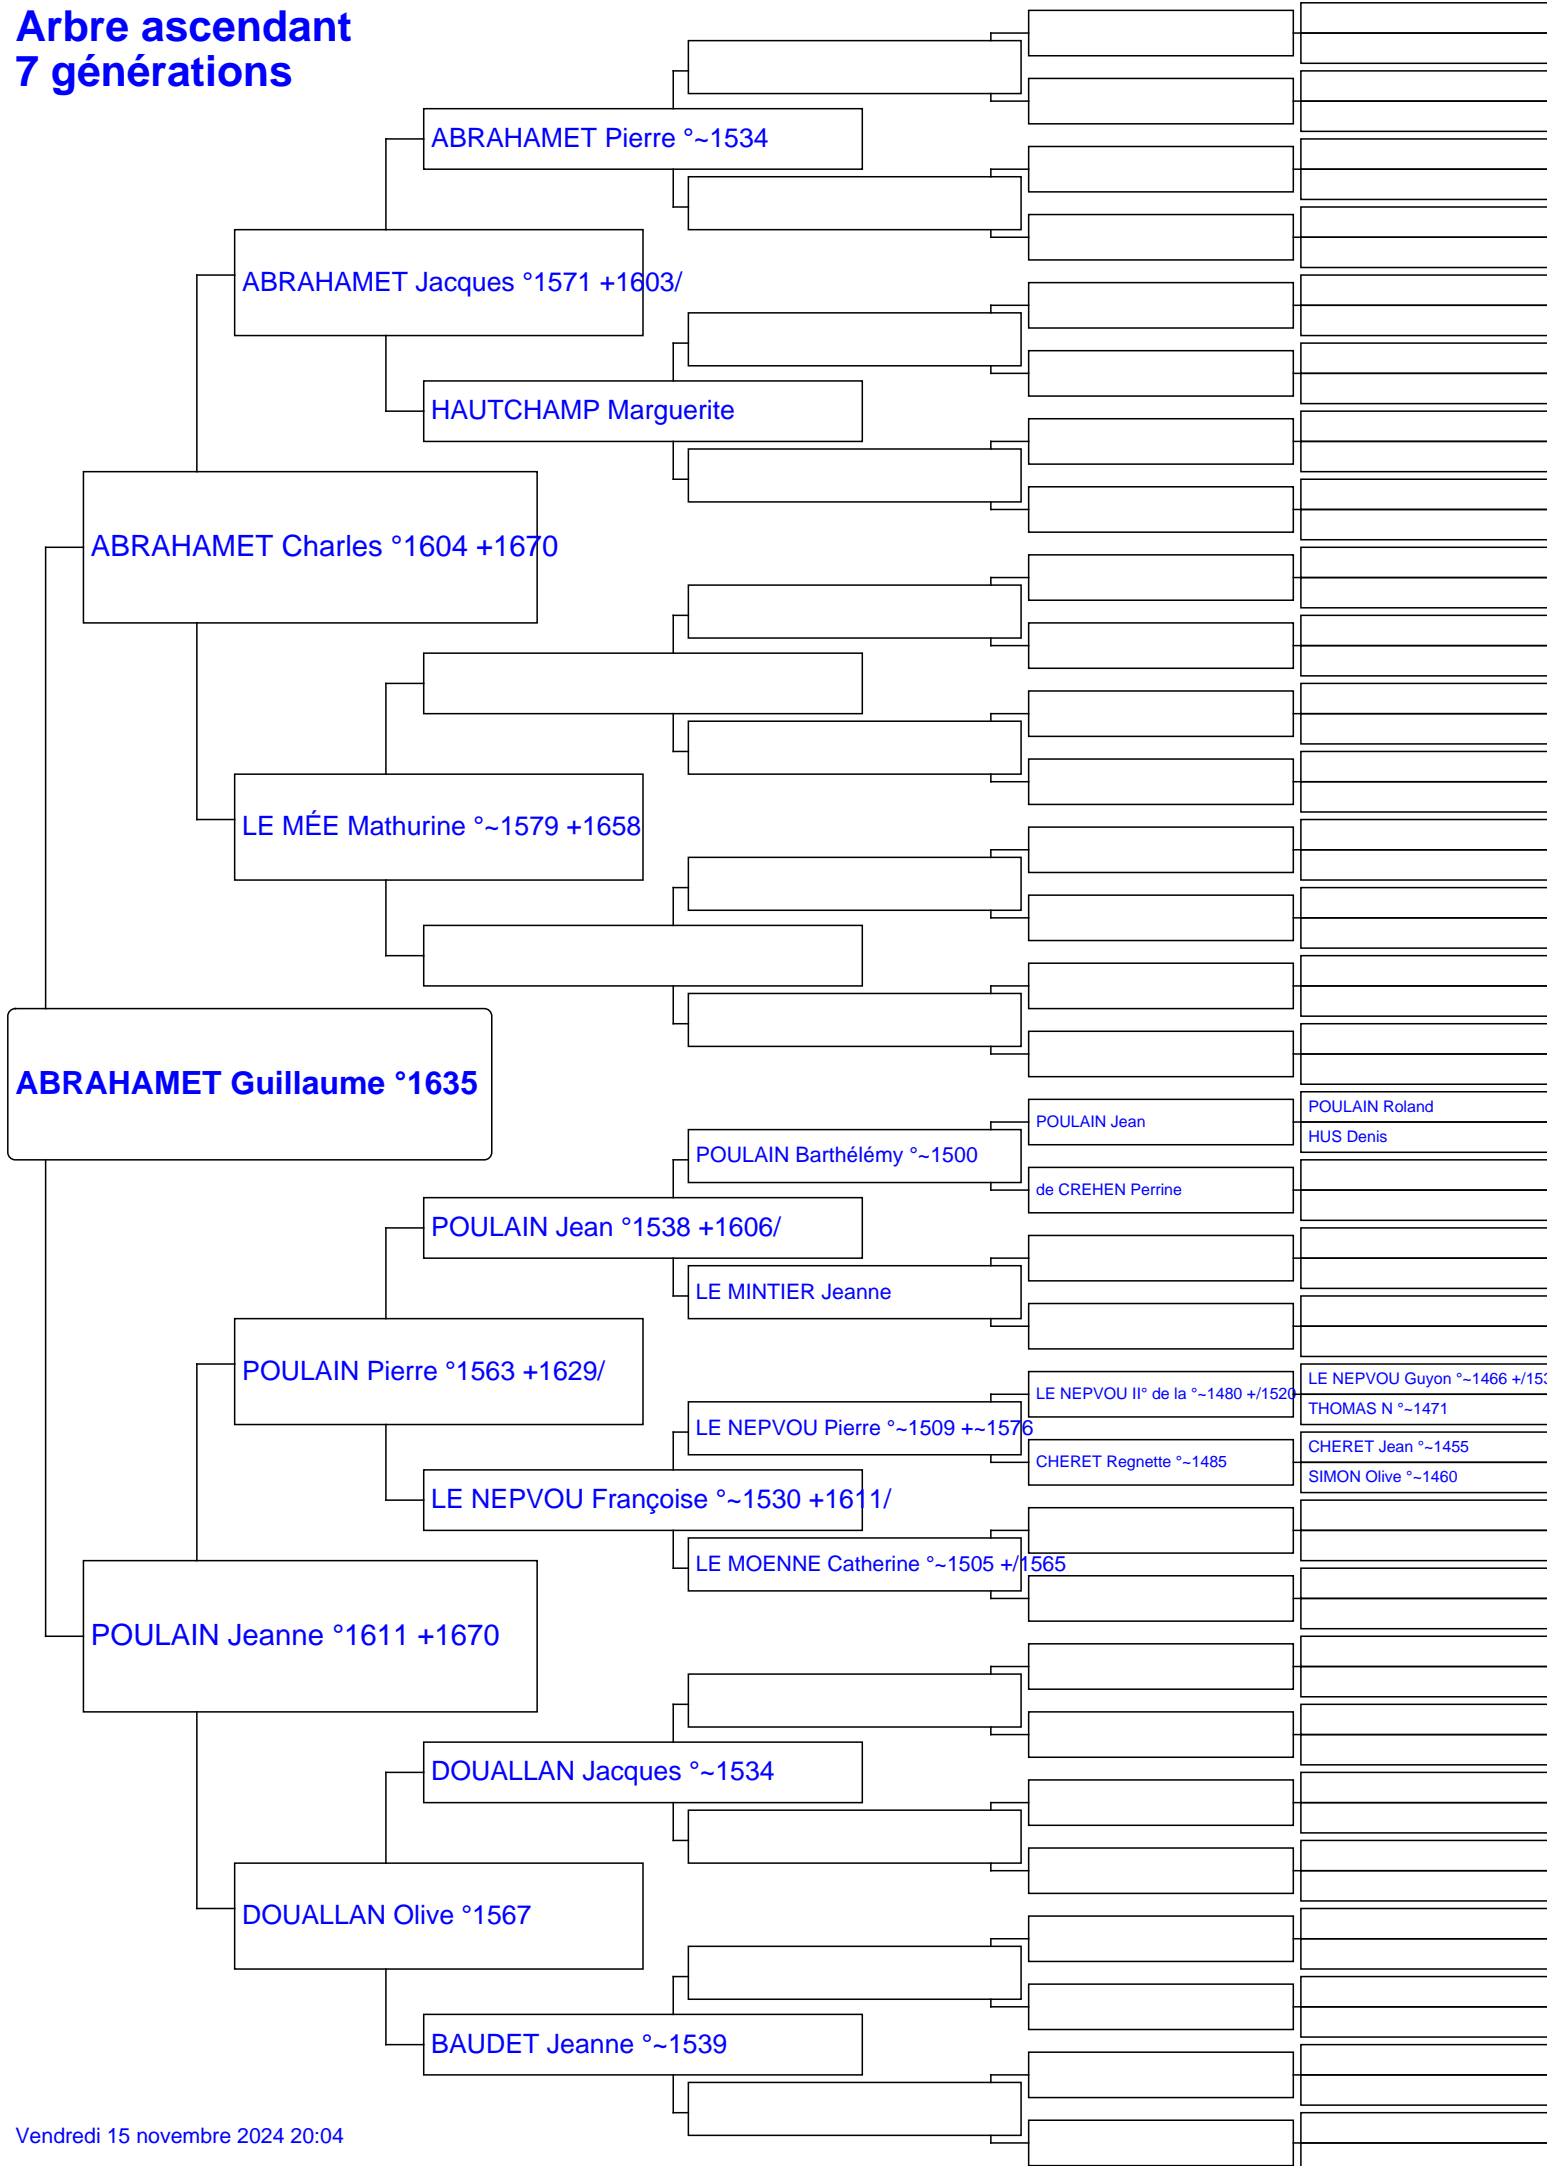 Arbre ascendant
7 générations
ABRAHAMET Pierre °~1534
ABRAHAMET Jacques °1571 +1603/
HAUTCHAMP Marguerite
ABRAHAMET Charles °1604 +1670
LE MÉE Mathurine °~1579 +1658
ABRAHAMET Guillaume °1635
POULAIN Roland
POULAIN Jean
HUS Denis
POULAIN Barthélémy °~1500
de CREHEN Perrine
POULAIN Jean °1538 +1606/
LE MINTIER Jeanne
POULAIN Pierre °1563 +1629/
LE NEPVOU Guyon °~1466 +/153
LE NEPVOU II° de la °~1480 +/1520
THOMAS N °~1471
LE NEPVOU Pierre °~1509 +~1576
CHERET Jean °~1455
CHERET Regnette °~1485
SIMON Olive °~1460
LE NEPVOU Françoise °~1530 +1611/
LE MOENNE Catherine °~1505 +/1565
POULAIN Jeanne °1611 +1670
DOUALLAN Jacques °~1534
DOUALLAN Olive °1567
BAUDET Jeanne °~1539
Vendredi 15 novembre 2024 20:04